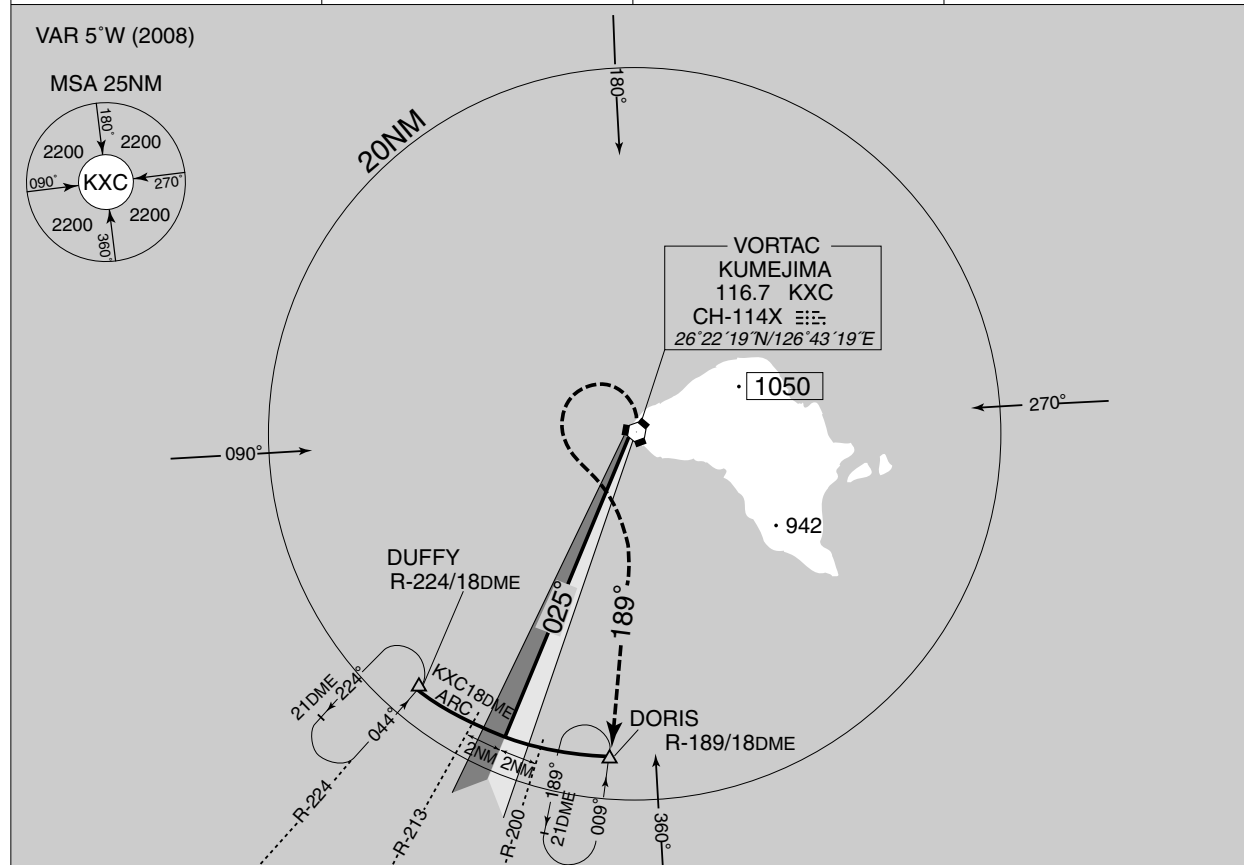 VAR 5°W (2008)
MSA 25NM
180°
2200
2200
090°
KXC
270°
2200
2200
360°
180°
20NM
VORTAC
KUMEJIMA
116.7 KXC
CH-114X
26°22´19˝N/126°43´19˝E
1050
270°
090°
942
DUFFY
R-224/18DME
025°
189°
21DME
224°
044°
KXC18DME
ARC
DORIS
R-189/18DME
2NM
2NM
R-224
R-213
R-200
189°
21DME
009°
360°